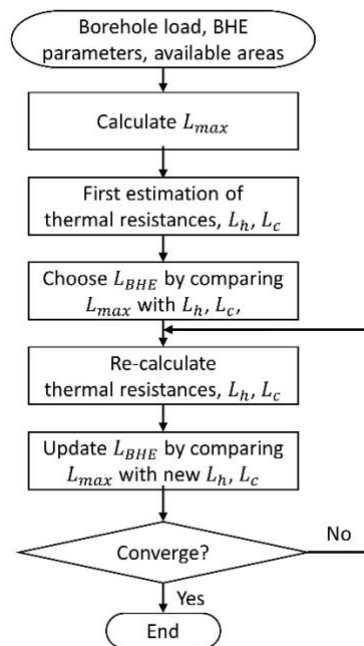 Borehole load, BHE
parameters, available areas
Calculate L_max
First estimation of
thermal resistances, L_h, L_c
Choose L_BHE by comparing
L_max with L_h, L_c,
Re-calculate
thermal resistances, L_h, L_c
Update L_BHE by comparing
L_max with new L_h, L_c
Converge?
No
Yes
End